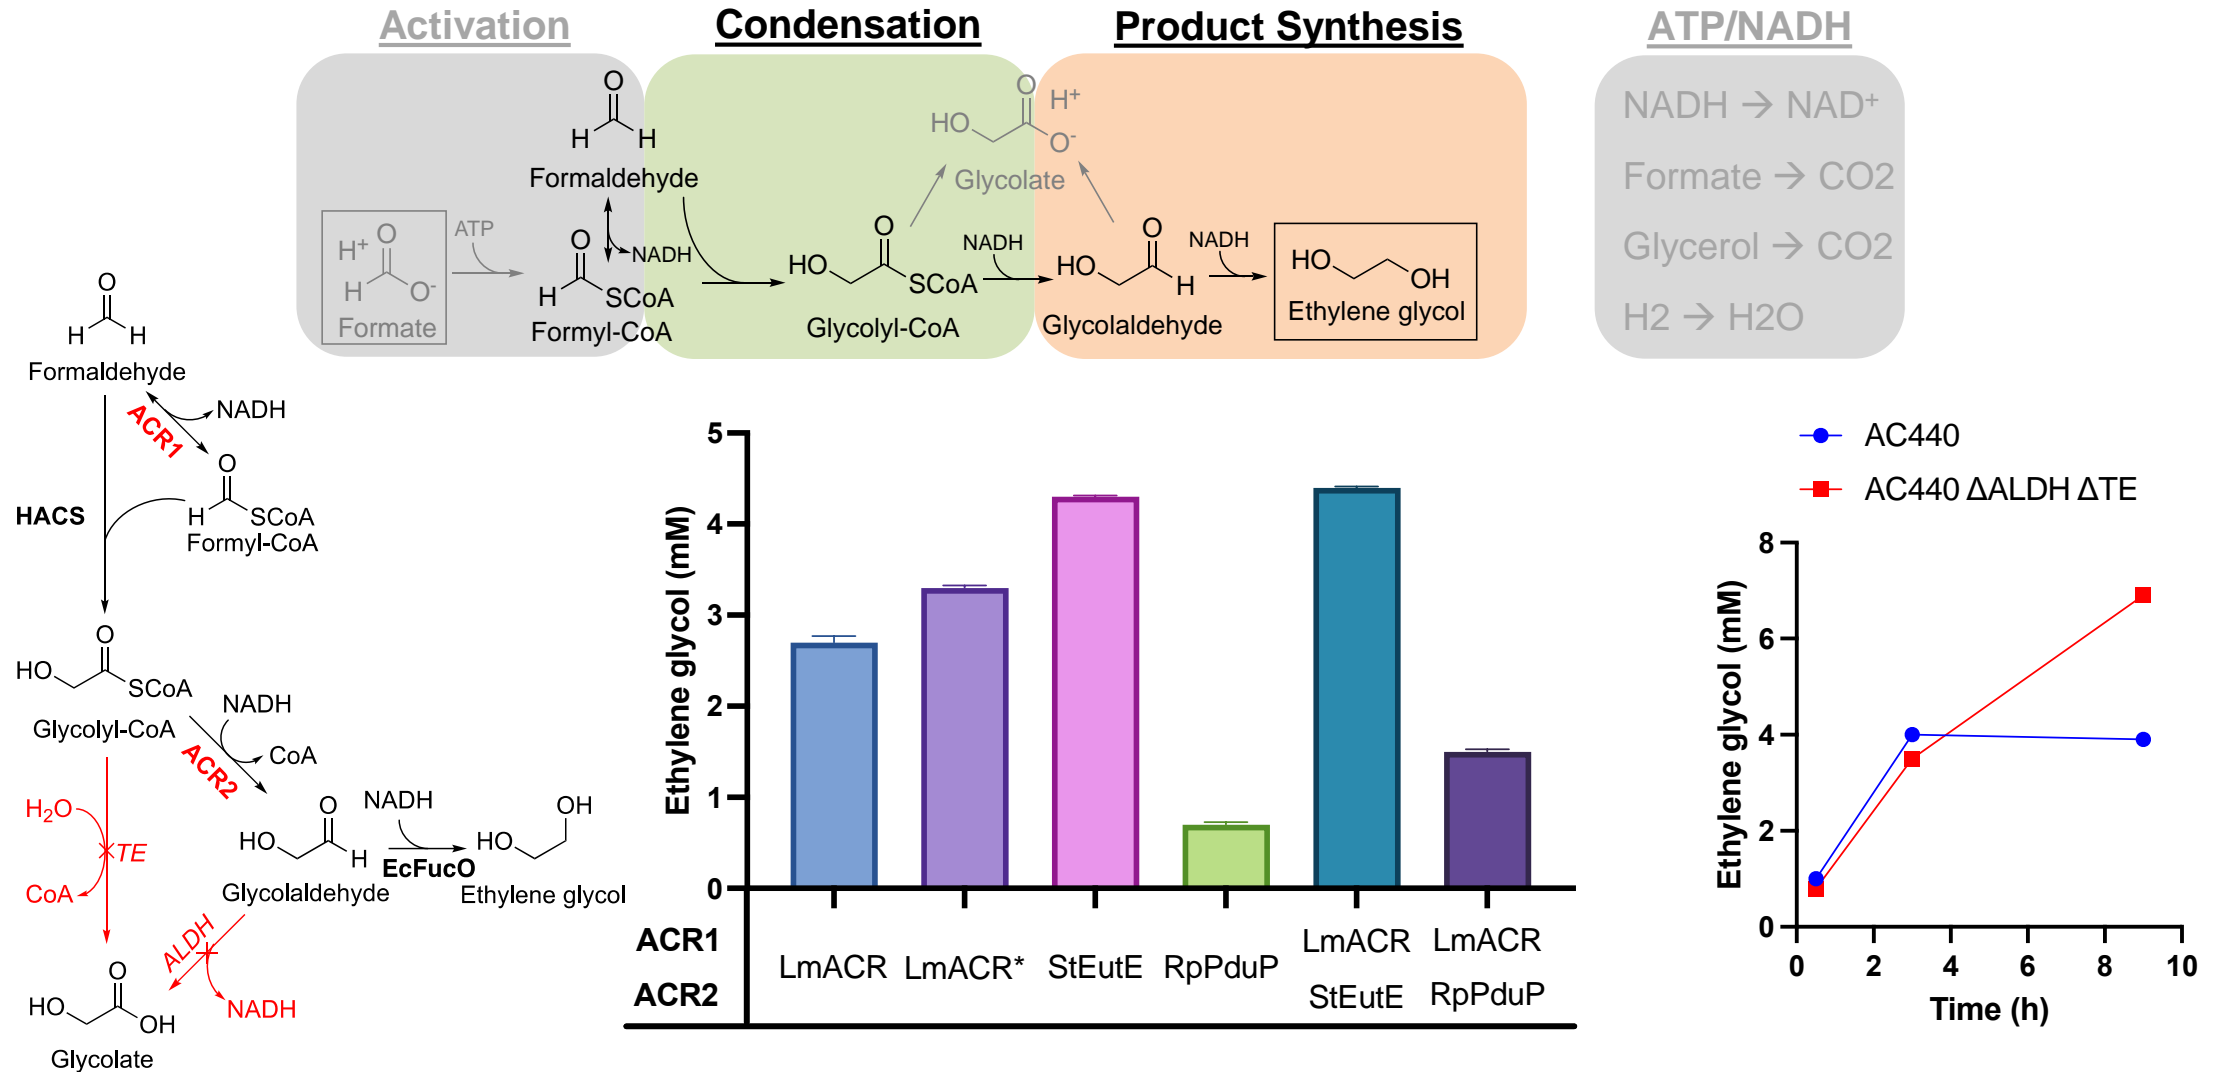 Activation
Condensation
Product Synthesis
ATP/NADH
O
H H
Formaldehyde
H+ O
H O-
Formate
ATP
NADH
O
H SCoA
Formyl-CoA
O H+
HO O-
Glycolate
O
HO SCoA
Glycolyl-CoA
NADH
O
HO H
Glycolaldehyde
NADH
HO OH
Ethylene glycol
NADH → NAD+
Formate → CO2
Glycerol → CO2
H2 → H2O
O
H H
Formaldehyde
NADH
ACR1
O
H SCoA
Formyl-CoA
HACS
O
HO SCoA
Glycolyl-CoA
NADH
CoA
ACR2
H2O
TE
CoA
O
HO H
Glycolaldehyde
NADH
EcFucO
OH
HO
Ethylene glycol
ALDH
NADH
O
HO OH
Glycolate
Ethylene glycol (mM)
5
4
3
2
1
0
ACR1
ACR2
LmACR
LmACR*
StEutE
RpPduP
LmACR
StEutE
LmACR
RpPduP
AC440
AC440 ΔALDH ΔTE
Ethylene glycol (mM)
8
6
4
2
0
0 2 4 6 8 10
Time (h)